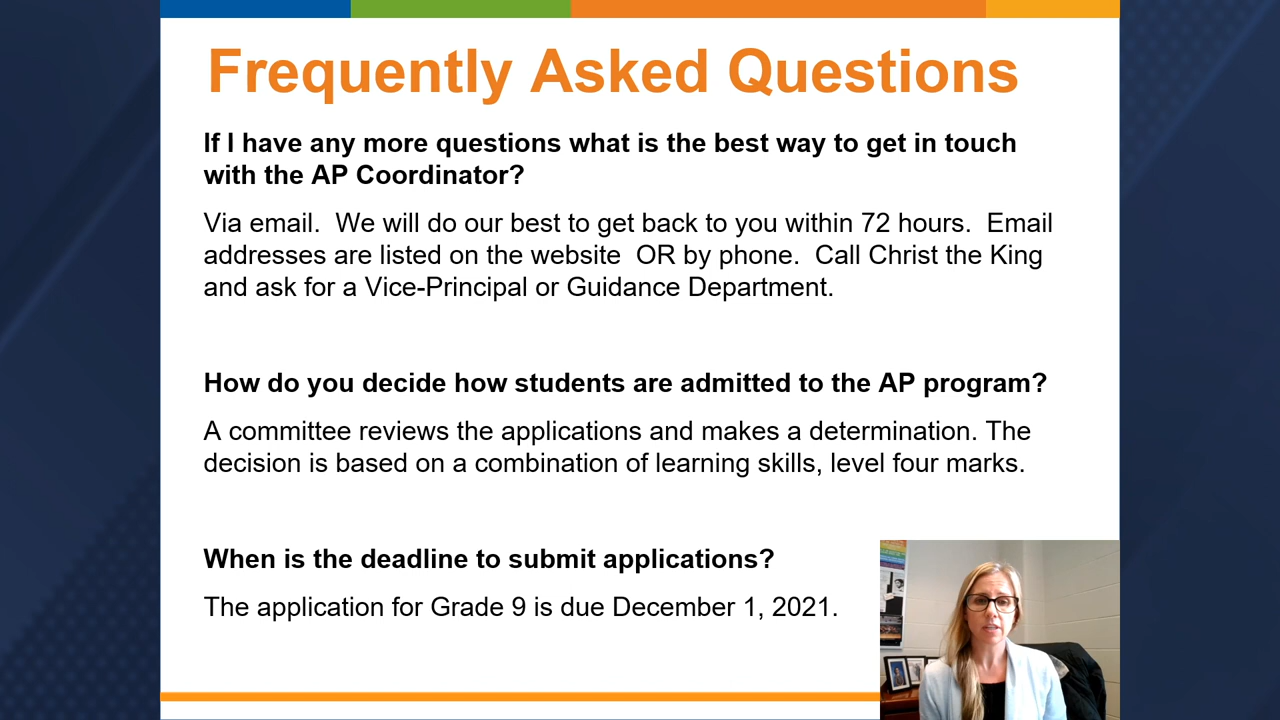 Frequently Asked Questions
If I have any more questions what is the best way to get in touch
with the AP Coordinator?
Via email.  We will do our best to get back to you within 72 hours.  Email
addresses are listed on the website  OR by phone.  Call Christ the King
and ask for a Vice-Principal or Guidance Department.
How do you decide how students are admitted to the AP program?
A committee reviews the applications and makes a determination. The
decision is based on a combination of learning skills, level four marks.
When is the deadline to submit applications?
The application for Grade 9 is due December 1, 2021.